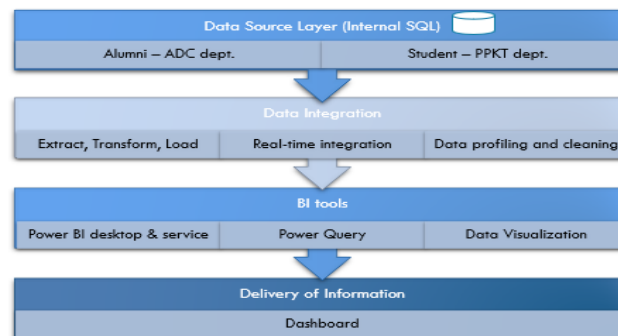 Data Source Layer (Internal SQL)
Alumni – ADC dept. Student – PPKT dept.
Data Integration
Extract, Transform, Load Real-time integration Data profiling and cleaning
BI tools
Power BI desktop & service Power Query Data Visualization
Delivery of Information
Dashboard